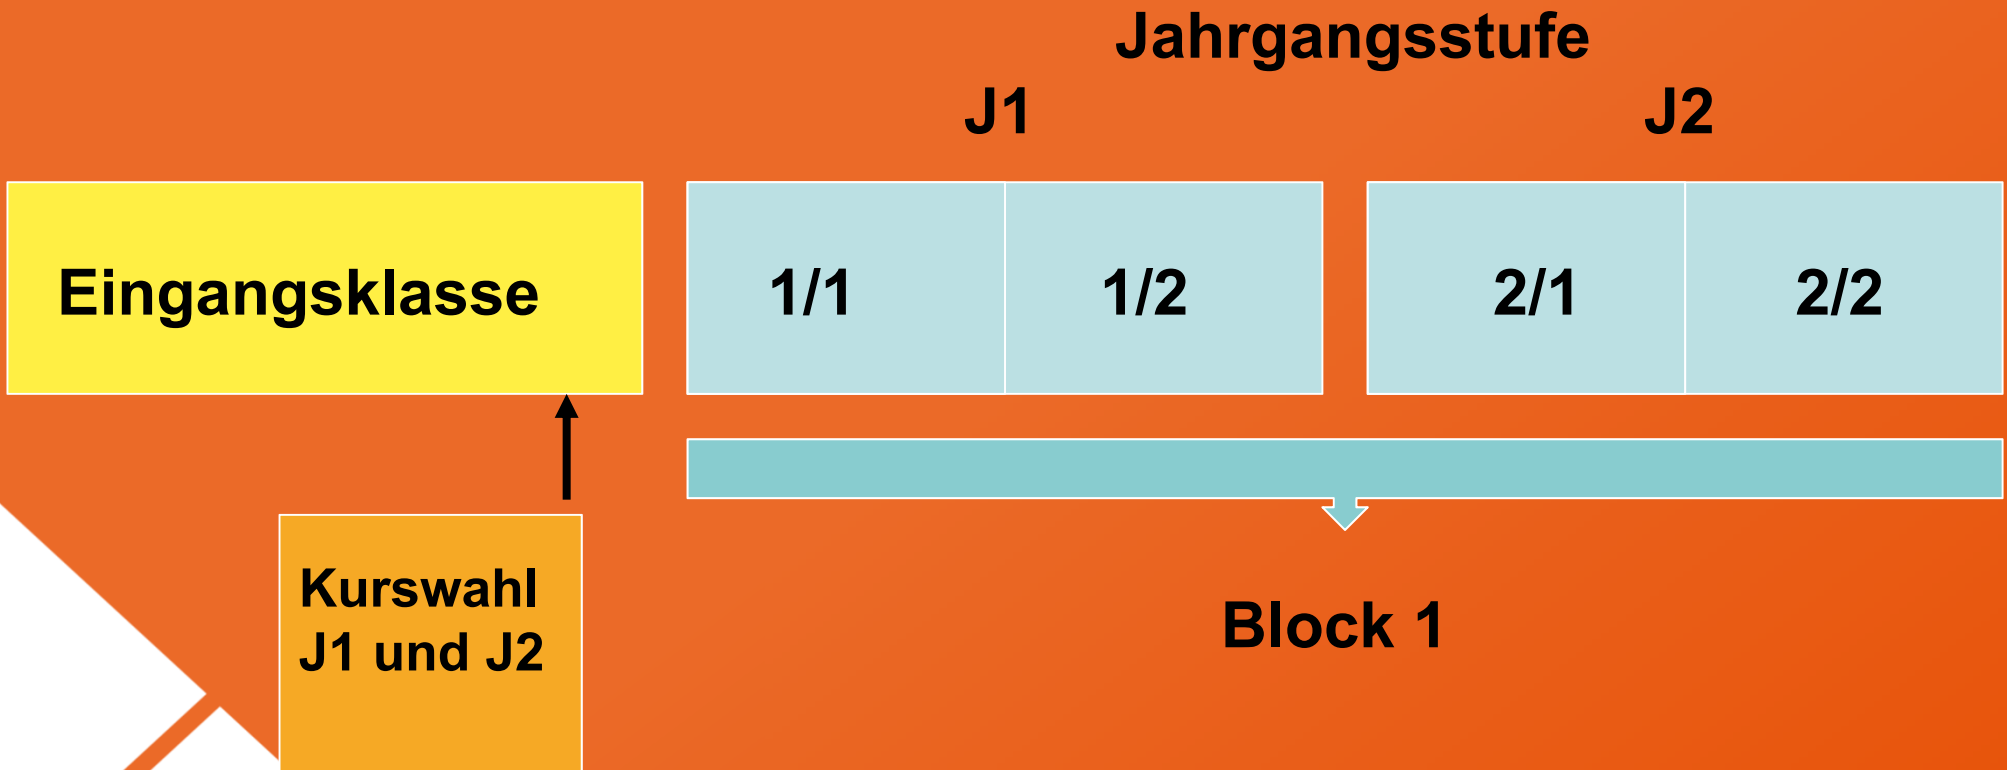 Jahrgangsstufe
J1 J2
Eingangsklasse 1/1 1/2 2/1 2/2
Kurswahl
J1 und J2
Block 1